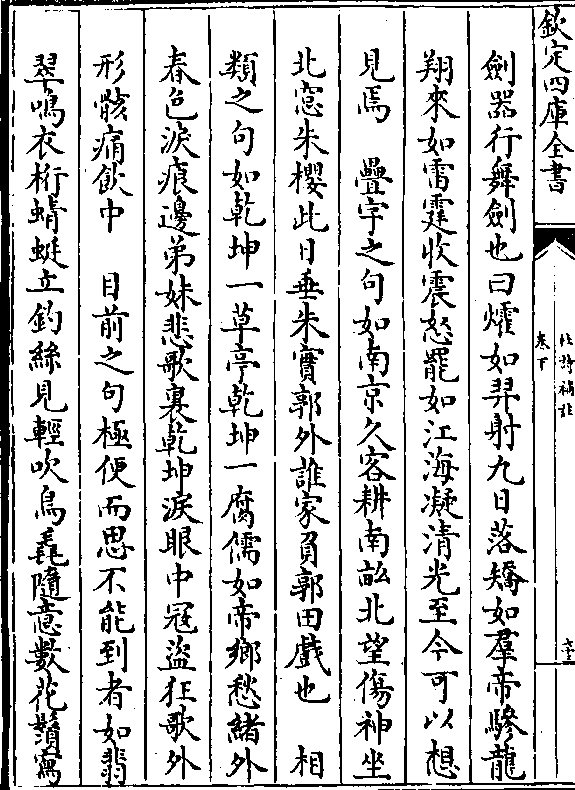 欽定四庫全書
杜詩補註
卷下
六十三
劍器行舞劍也曰㸌如羿射九日落矯如羣帝驂龍
翔來如雷霆收震怒罷如江海凝清光至今可以想
見焉　疊字之句如南京久客耕南畝北望傷神坐
北窓朱櫻此日垂朱實郭外誰家負郭田戲也　相
類之句如乾坤一草亭乾坤一腐儒如帝鄉愁緒外
春色淚痕邊弟妹悲歌裏乾坤淚眼中冦盜狂歌外
形骸痛飲中　目前之句極便而思不能到者如翡
翠鳴衣桁蜻蜓立釣絲見輕吹鳥毳隨意數花鬚寫